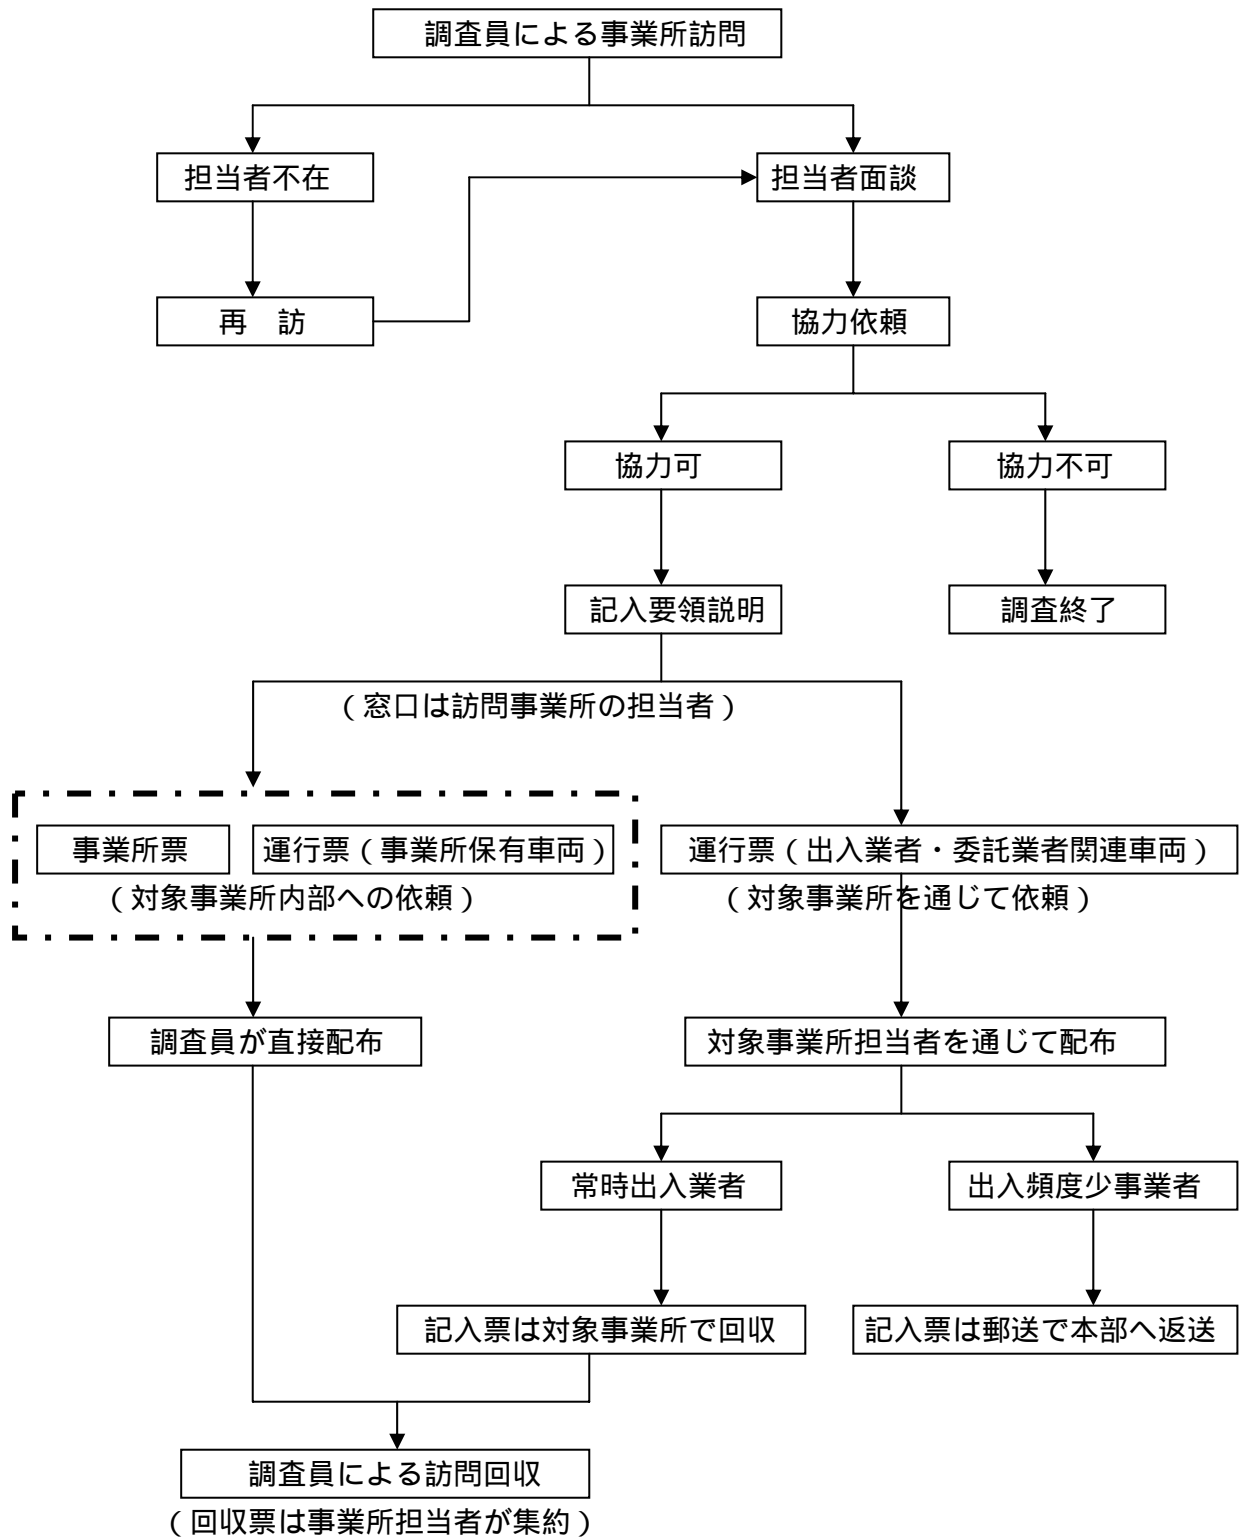 調査員による事業所訪問
担当者不在
担当者面談
再　訪
協力依頼
協力可
協力不可
記入要領説明
調査終了
（窓口は訪問事業所の担当者）
事業所票
運行票（事業所保有車両）
運行票（出入業者・委託業者関連車両）
（対象事業所内部への依頼）
（対象事業所を通じて依頼）
調査員が直接配布
対象事業所担当者を通じて配布
常時出入業者
出入頻度少事業者
記入票は対象事業所で回収
記入票は郵送で本部へ返送
調査員による訪問回収
（回収票は事業所担当者が集約）